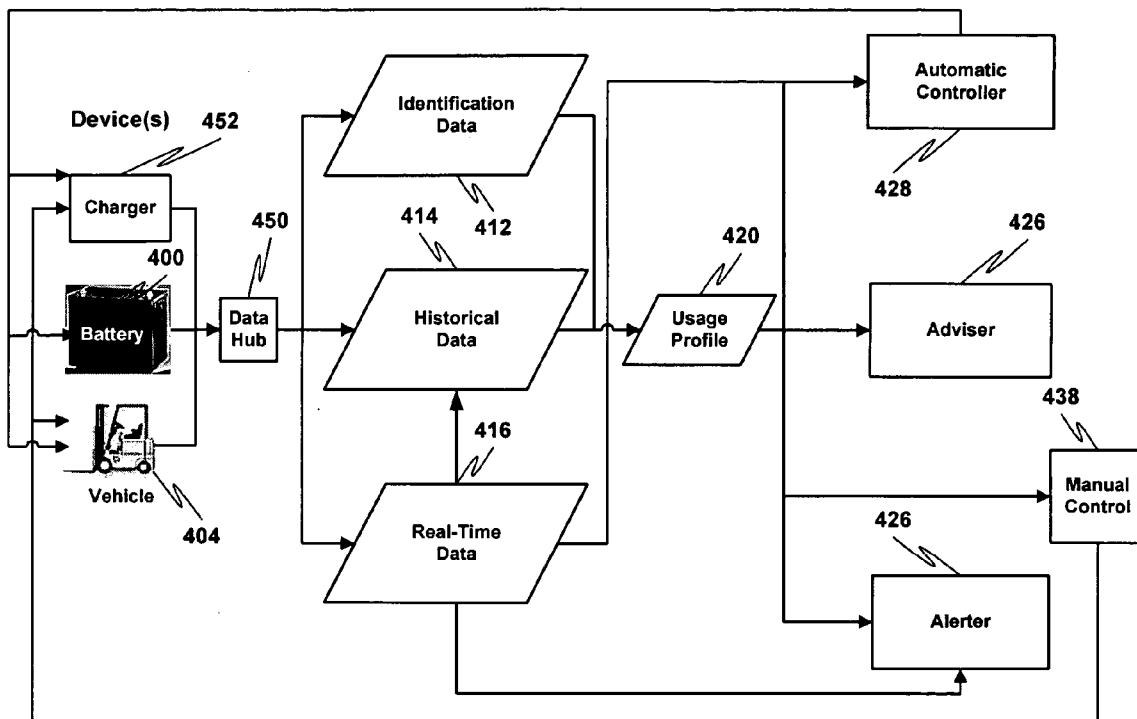 Device(s)
452
Charger
400
Battery
Vehicle
404
450
Data
Hub
Identification
Data
412
414
Historical
Data
416
Real-Time
Data
420
Usage
Profile
Automatic
Controller
428
426
Adviser
438
Manual
Control
426
Alerter